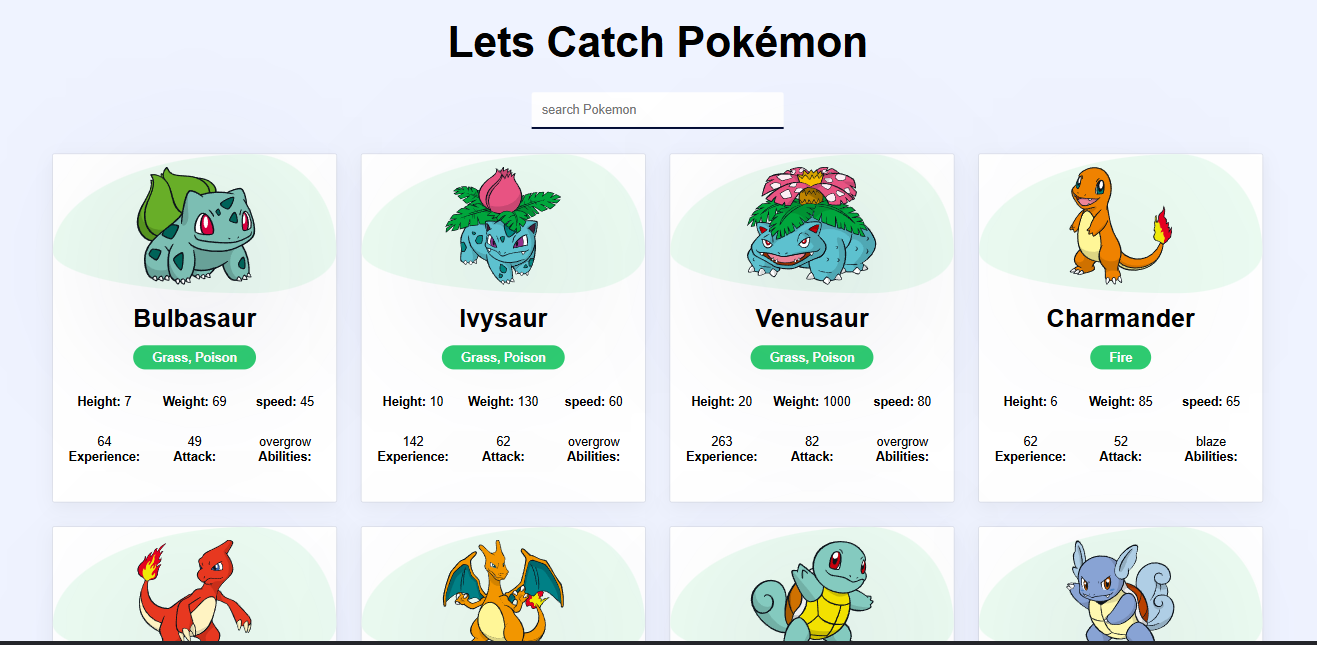 Lets Catch Pokémon
search Pokemon
Bulbasaur
Grass, Poison
Height: 7 Weight: 69 speed: 45
64 49 overgrow
Experience: Attack: Abilities:
Ivysaur
Grass, Poison
Height: 10 Weight: 130 speed: 60
142 62 overgrow
Experience: Attack: Abilities:
Venusaur
Grass, Poison
Height: 20 Weight: 1000 speed: 80
263 82 overgrow
Experience: Attack: Abilities:
Charmander
Fire
Height: 6 Weight: 85 speed: 65
62 52 blaze
Experience: Attack: Abilities: